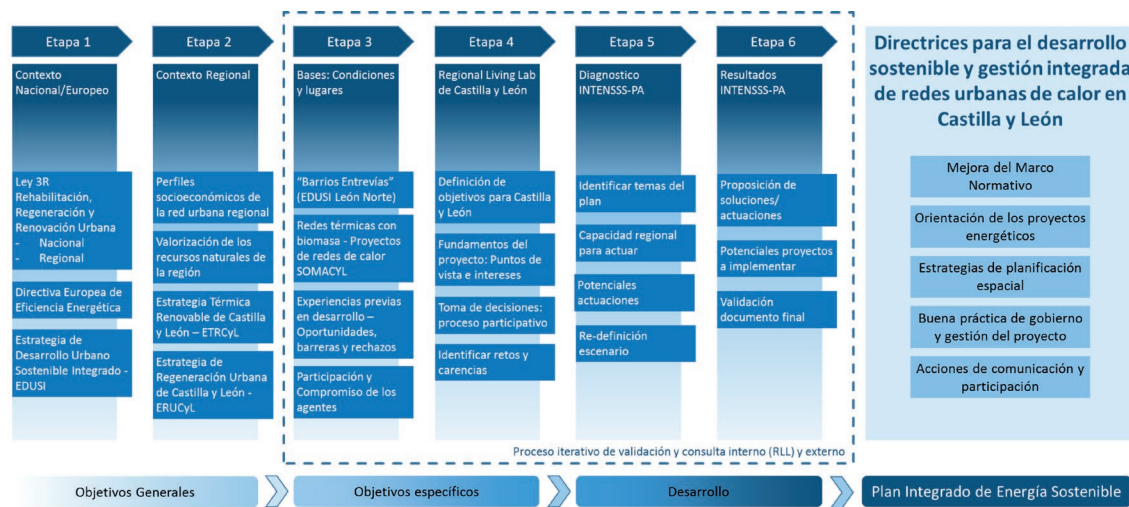 Etapa 1
Contexto
Nacional/Europeo
Ley 3R
Rehabilitación,
Regeneración y
Renovación Urbana
- Nacional
- Regional
Directiva Europea de
Eficiencia Energética
Estrategia de
Desarrollo Urbano
Sostenible Integrado -
EDUSI
Etapa 2
Contexto Regional
Perfiles
socioeconómicos de
la red urbana regional
Valorización de los
recursos naturales de
la región
Estrategia Térmica
Renovable de Castilla
y León – ETRCyL
Estrategia de
Regeneración Urbana
de Castilla y León -
ERUCyL
Etapa 3
Bases: Condiciones
y lugares
“Barrios Entrevías”
(EDUSI León Norte)
Redes térmicas con
biomasa - Proyectos
de redes de calor
SOMACYL
Experiencias previas
en desarrollo –
Oportunidades,
barreras y rechazos
Participación y
Compromiso de los
agentes
Etapa 4
Regional Living Lab
de Castilla y León
Definición de
objetivos para Castilla
y León
Fundamentos del
proyecto: Puntos de
vista e intereses
Toma de decisiones:
proceso participativo
Identificar retos y
carencias
Etapa 5
Diagnostico
INTENSSS-PA
Identificar temas del
plan
Capacidad regional
para actuar
Potenciales
actuaciones
Re-definición
escenario
Etapa 6
Resultados
INTENSSS-PA
Proposición de
soluciones/
actuaciones
Potenciales proyectos
a implementar
Validación
documento final
Proceso iterativo de validación y consulta interno (RLL) y externo
Directrices para el desarrollo
sostenible y gestión integrada
de redes urbanas de calor en
Castilla y León
Mejora del Marco
Normativo
Orientación de los proyectos
energéticos
Estrategias de planificación
espacial
Buena práctica de gobierno
y gestión del proyecto
Acciones de comunicación y
participación
Objetivos Generales
Objetivos específicos
Desarrollo
Plan Integrado de Energía Sostenible